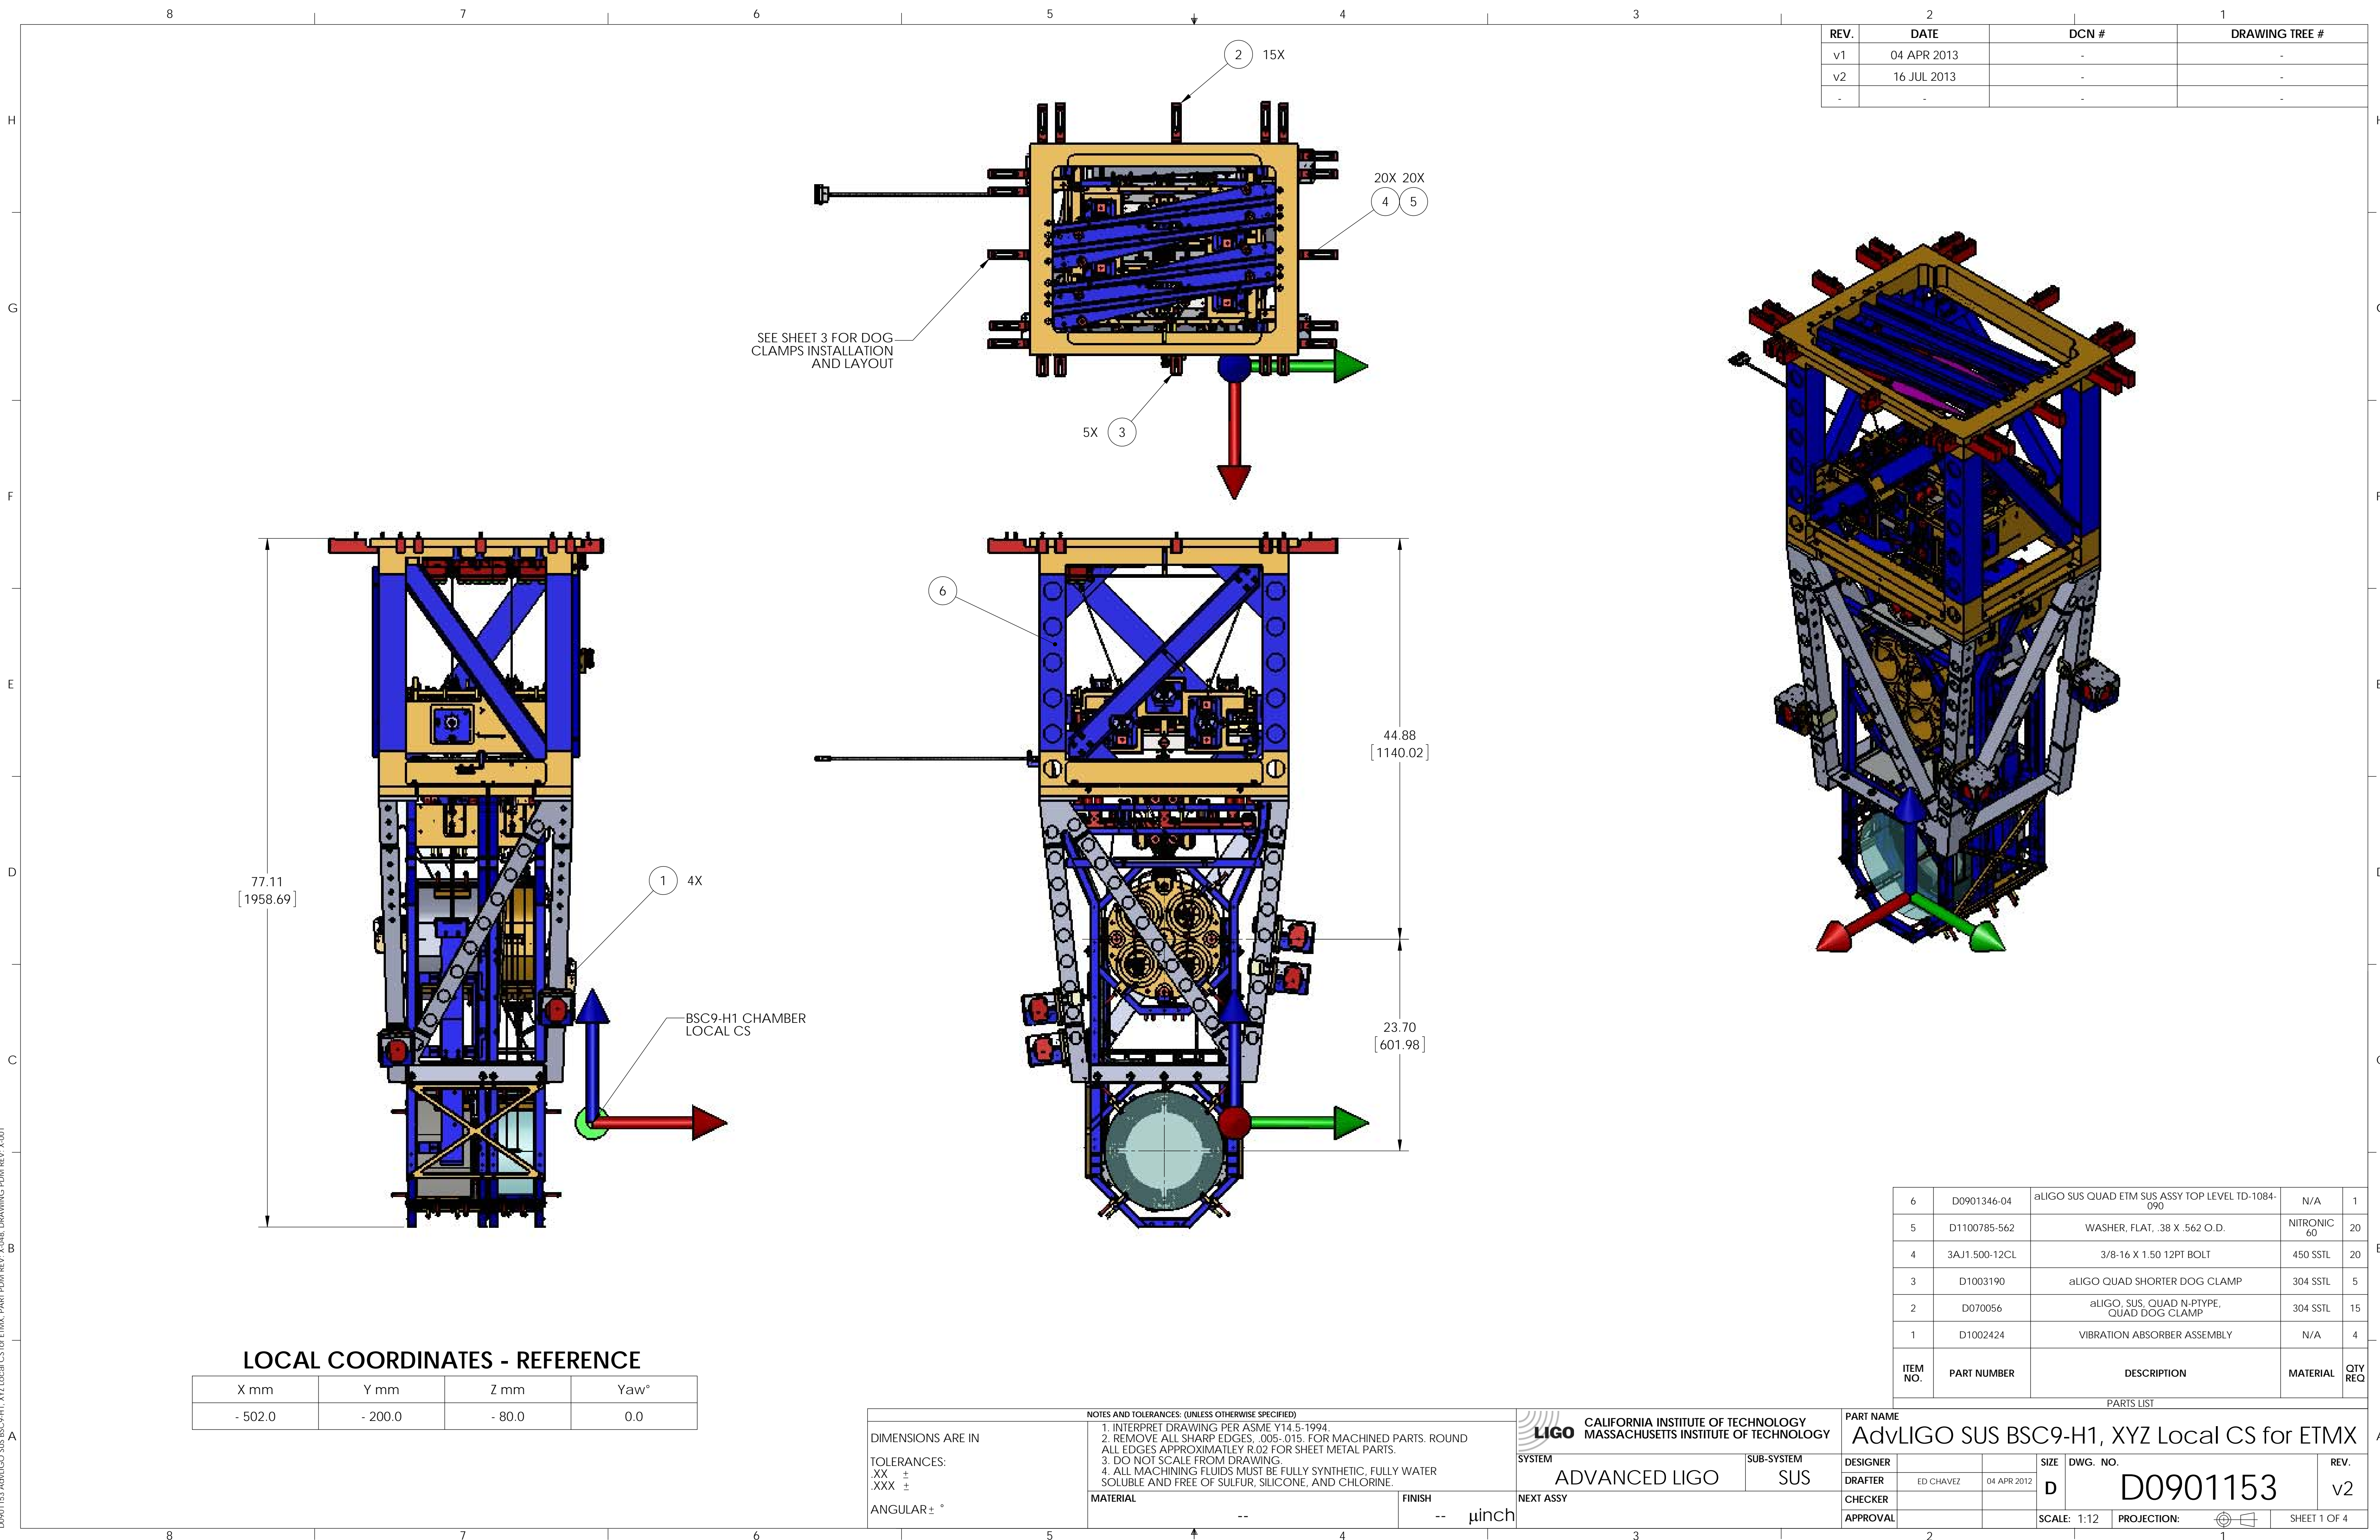 8 7 6 5 4 3 2 1
REV. DATE DCN # DRAWING TREE #
v1 04 APR 2013 - -
v2 16 JUL 2013 - -
- - - -
H
G
F
E
D
C
B
A
2 15X
20X 20X
4 5
SEE SHEET 3 FOR DOG
CLAMPS INSTALLATION
AND LAYOUT
5X 3
6
44.88
[1140.02]
77.11
[1958.69]
1 4X
BSC9-H1 CHAMBER
LOCAL CS
23.70
[601.98]
LOCAL COORDINATES - REFERENCE
X mm Y mm Z mm Yaw°
- 502.0 - 200.0 - 80.0 0.0
6 D0901346-04 aLIGO SUS QUAD ETM SUS ASSY TOP LEVEL TD-1084-
090 N/A 1
5 D1100785-562 WASHER, FLAT, .38 X .562 O.D. NITRONIC
60 20
4 3AJ1.500-12CL 3/8-16 X 1.50 12PT BOLT 450 SSTL 20
3 D1003190 aLIGO QUAD SHORTER DOG CLAMP 304 SSTL 5
2 D070056 aLIGO, SUS, QUAD N-PTYPE,
QUAD DOG CLAMP 304 SSTL 15
1 D1002424 VIBRATION ABSORBER ASSEMBLY N/A 4
ITEM
NO. PART NUMBER DESCRIPTION MATERIAL QTY
REQ
PARTS LIST
NOTES AND TOLERANCES: (UNLESS OTHERWISE SPECIFIED)
DIMENSIONS ARE IN
TOLERANCES:
.XX ±
.XXX ±
ANGULAR± °
1. INTERPRET DRAWING PER ASME Y14.5-1994.
2. REMOVE ALL SHARP EDGES, .005-.015. FOR MACHINED PARTS. ROUND
ALL EDGES APPROXIMATLEY R.02 FOR SHEET METAL PARTS.
3. DO NOT SCALE FROM DRAWING.
4. ALL MACHINING FLUIDS MUST BE FULLY SYNTHETIC, FULLY WATER
SOLUBLE AND FREE OF SULFUR, SILICONE, AND CHLORINE.
MATERIAL --
FINISH -- µinch
LIGO
CALIFORNIA INSTITUTE OF TECHNOLOGY
MASSACHUSETTS INSTITUTE OF TECHNOLOGY
SYSTEM ADVANCED LIGO
SUB-SYSTEM SUS
NEXT ASSY
PART NAME
AdvLIGO SUS BSC9-H1, XYZ Local CS for ETMX
DESIGNER
DRAFTER ED CHAVEZ 04 APR 2012
CHECKER
APPROVAL
SIZE D
DWG. NO. D0901153
REV. v2
SCALE: 1:12 PROJECTION: SHEET 1 OF 4
8 7 6 5 4 3 2 1